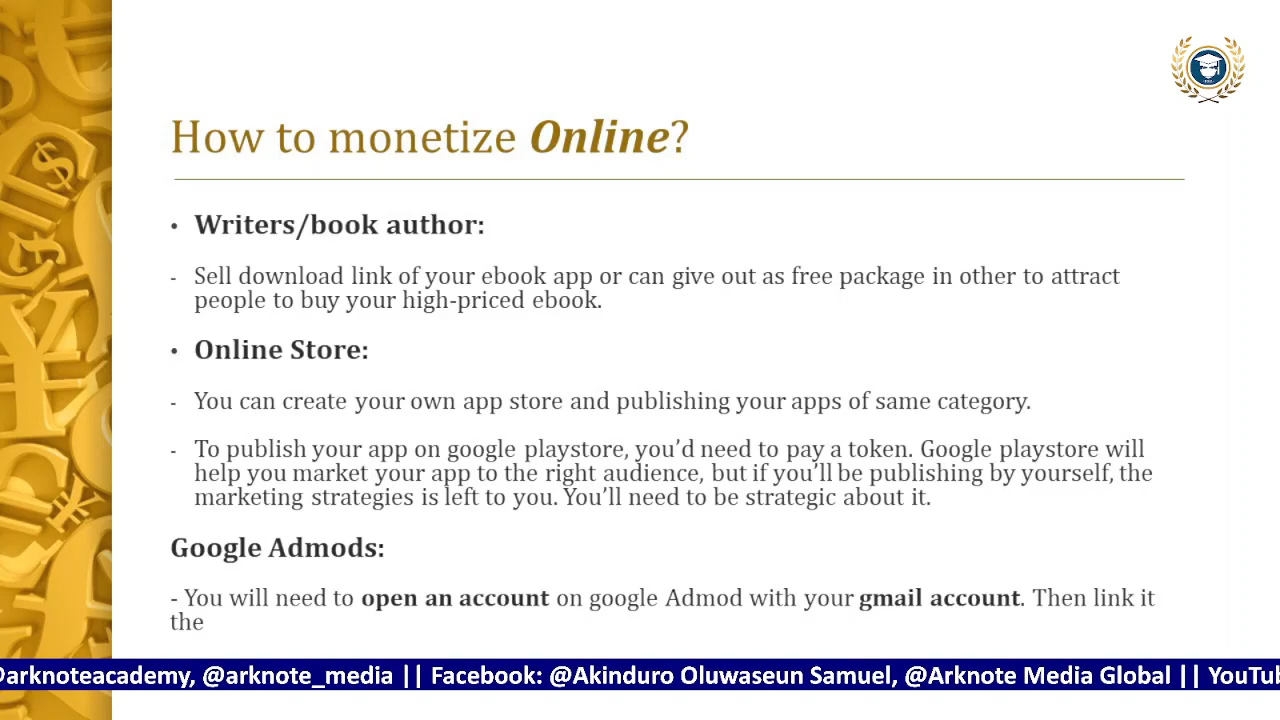 How to monetize Online?
• Writers/book author:
- Sell download link of your ebook app or can give out as free package in other to attract
people to buy your high-priced ebook.
• Online Store:
- You can create your own app store and publishing your apps of same category.
- To publish your app on google playstore, you’d need to pay a token. Google playstore will
help you market your app to the right audience, but if you’ll be publishing by yourself, the
marketing strategies is left to you. You’ll need to be strategic about it.
Google Admods:
- You will need to open an account on google Admod with your gmail account. Then link it
the
arknoteacademy, @arknote_media || Facebook: @Akinduro Oluwaseun Samuel, @Arknote Media Global || YouTub